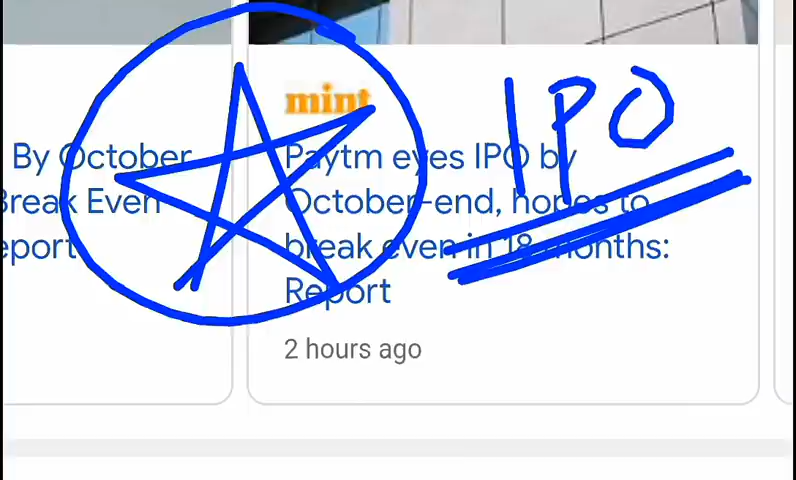 By October
Break Even
eport
mint
Paytm eyes IPO by
October-end, hopes to
break even in 18 months:
Report
2 hours ago
IPO